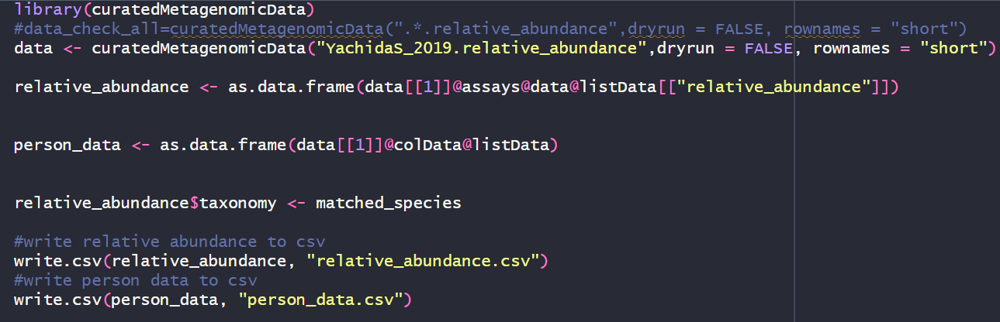 library(curatedMetagenomicData)
#data_check_all=curatedMetagenomicData(".*.relative_abundance",dryrun = FALSE, rownames = "short")
data <- curatedMetagenomicData("YachidaS_2019.relative_abundance",dryrun = FALSE, rownames = "short")
relative_abundance <- as.data.frame(data[[1]]@assays@data@listData[["relative_abundance"]])
person_data <- as.data.frame(data[[1]]@colData@listData)
relative_abundance$taxonomy <- matched_species
#write relative abundance to csv
write.csv(relative_abundance, "relative_abundance.csv")
#write person data to csv
write.csv(person_data, "person_data.csv")